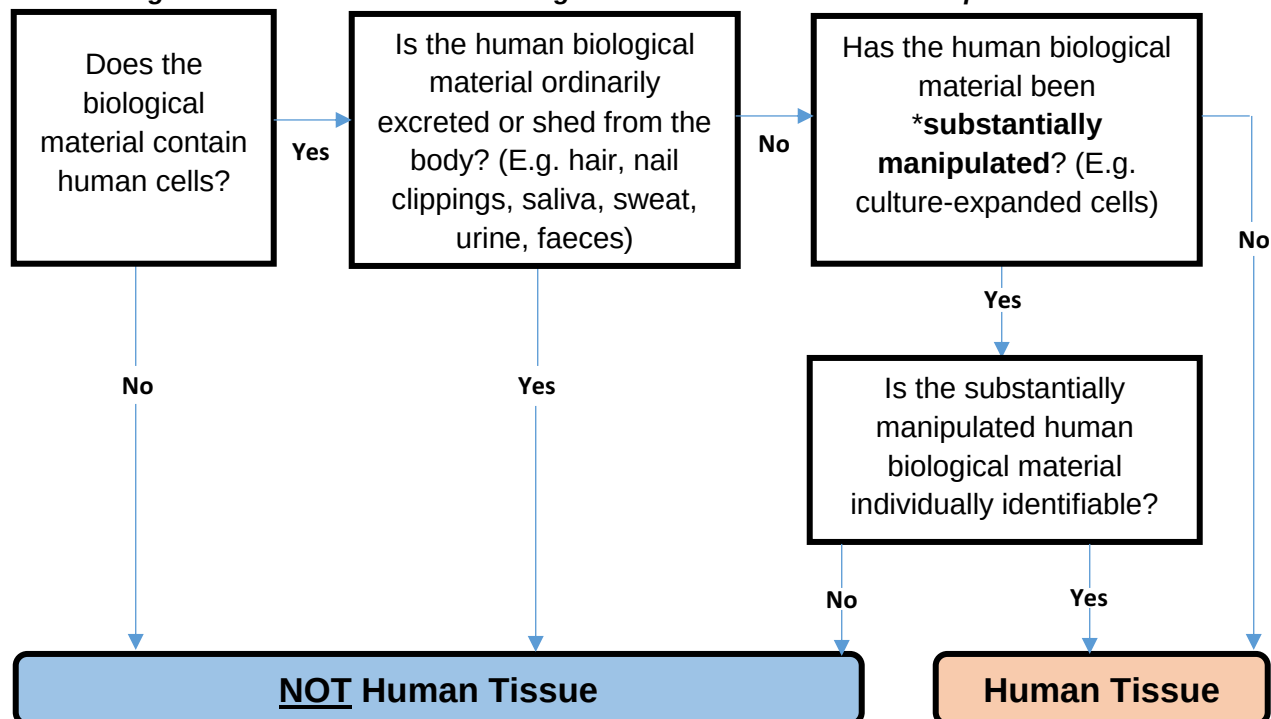 Does the
biological
material contain
human cells?
Yes
Is the human biological
material ordinarily
excreted or shed from the
body? (E.g. hair, nail
clippings, saliva, sweat,
urine, faeces)
No
Has the human biological
material been
*substantially
manipulated? (E.g.
culture-expanded cells)
No
Yes
Is the substantially
manipulated human
biological material
individually identifiable?
No
Yes
No
Yes
NOT Human Tissue
Human Tissue